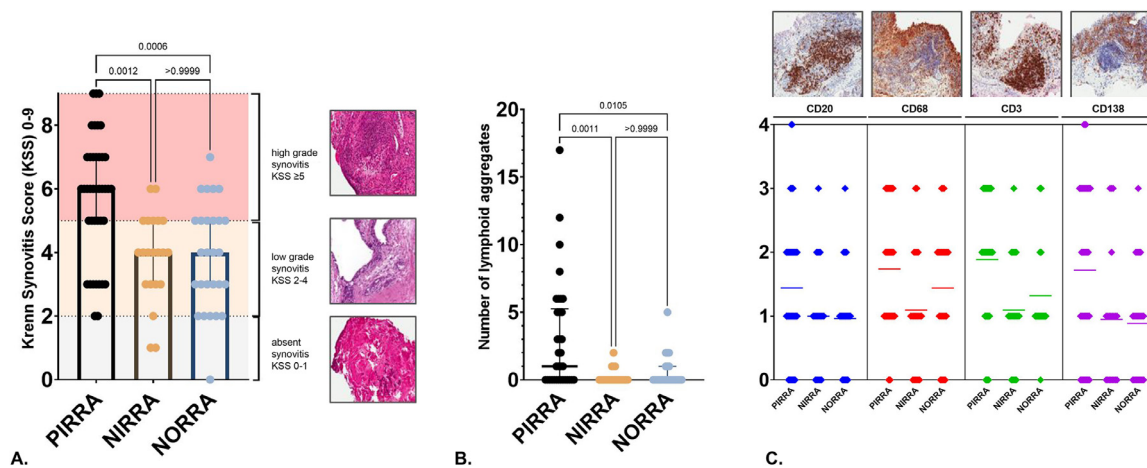 0.0006
0.0012
>0.9999
Krenn Synovitis Score (KSS) 0-9
8
6
4
2
0
PIRRA
NIRRA
NORRA
high grade
synovitis
KSS ≥5
low grade
synovitis
KSS 2-4
absent
synovitis
KSS 0-1
A.
0.0105
0.0011
>0.9999
Number of lymphoid aggregates
20
15
10
5
0
PIRRA
NIRRA
NORRA
B.
CD20
CD68
CD3
CD138
4
3
2
1
0
PIRRA
NIRRA
NORRA
PIRRA
NIRRA
NORRA
PIRRA
NIRRA
NORRA
PIRRA
NIRRA
NORRA
C.